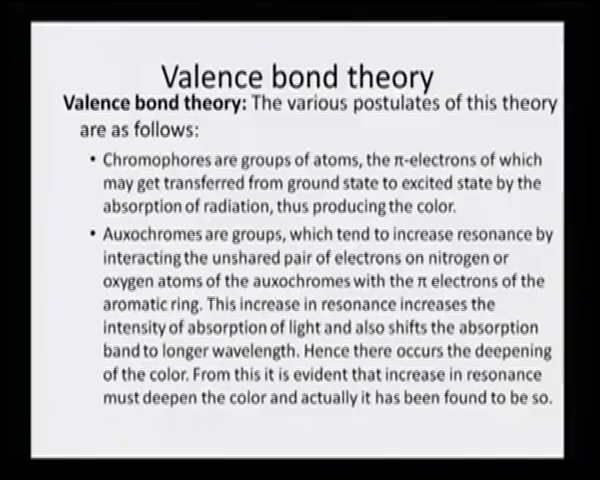 Valence bond theory
Valence bond theory: The various postulates of this theory
are as follows:
• Chromophores are groups of atoms, the π-electrons of which
may get transferred from ground state to excited state by the
absorption of radiation, thus producing the color.
• Auxochromes are groups, which tend to increase resonance by
interacting the unshared pair of electrons on nitrogen or
oxygen atoms of the auxochromes with the π electrons of the
aromatic ring. This increase in resonance increases the
intensity of absorption of light and also shifts the absorption
band to longer wavelength. Hence there occurs the deepening
of the color. From this it is evident that increase in resonance
must deepen the color and actually it has been found to be so.